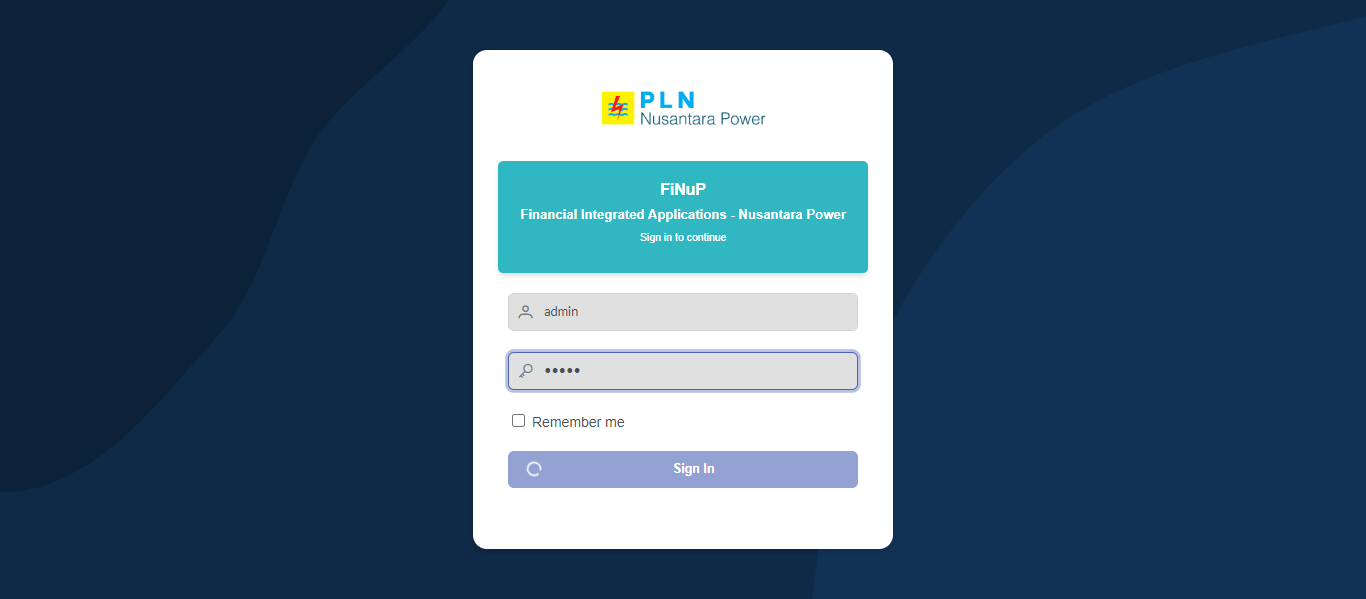 PLN
Nusantara Power
FiNuP
Financial Integrated Applications - Nusantara Power
Sign in to continue
admin
•••••
Remember me
Sign In